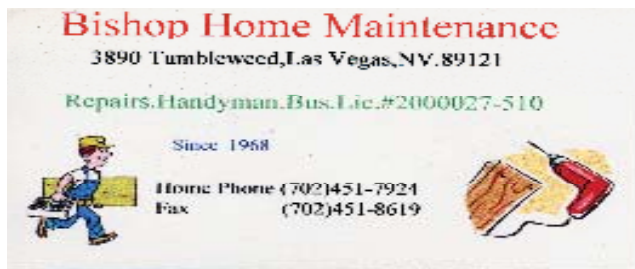 Bishop Home Maintenance
3890 Tumbleweed,Las Vegas,NV.89121
Repairs.Handyman.Bus.Lic.#2000027-510
Since 1968
Home Phone (702)451-7924
Fax (702)451-8619